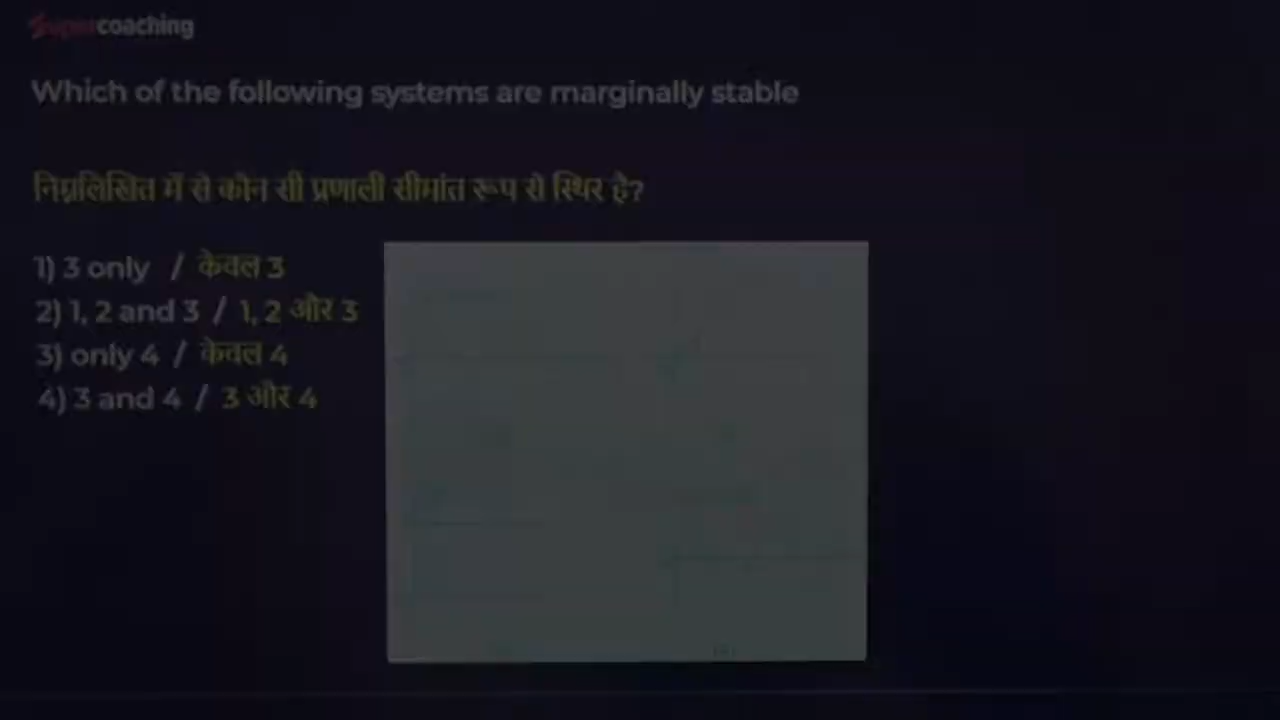 supercoaching
Which of the following systems are marginally stable
निम्नलिखित में से कौन सी प्रणाली सीमांत रूप से स्थिर है?
1) 3 only / केवल 3
2) 1, 2 and 3 / 1, 2 और 3
3) only 4 / केवल 4
4) 3 and 4 / 3 और 4